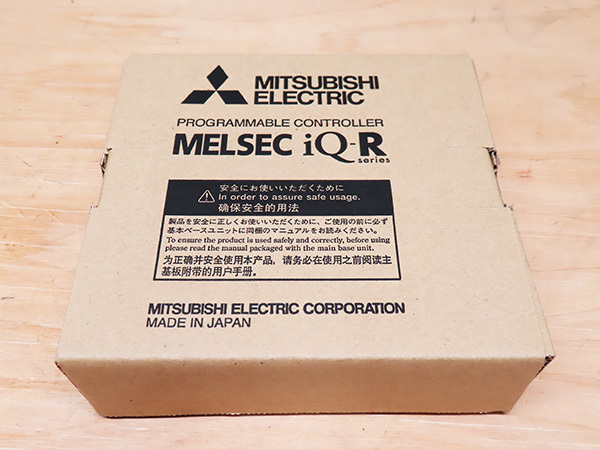 MITSUBISHI
ELECTRIC
PROGRAMMABLE CONTROLLER
MELSEC iQ-R
series
安全にお使いいただくために
In order to assure safe usage.
确保安全的用法
製品を安全に正しくお使いいただくために、ご使用の前に必ず
基本ベースユニットに同梱のマニュアルをお読みください。
To ensure the product is used safely and correctly, before using
please read the manual packaged with the main base unit.
为正确并安全使用本产品，请务必在使用之前阅读主
基板附带的用户手册。
MITSUBISHI ELECTRIC CORPORATION
MADE IN JAPAN